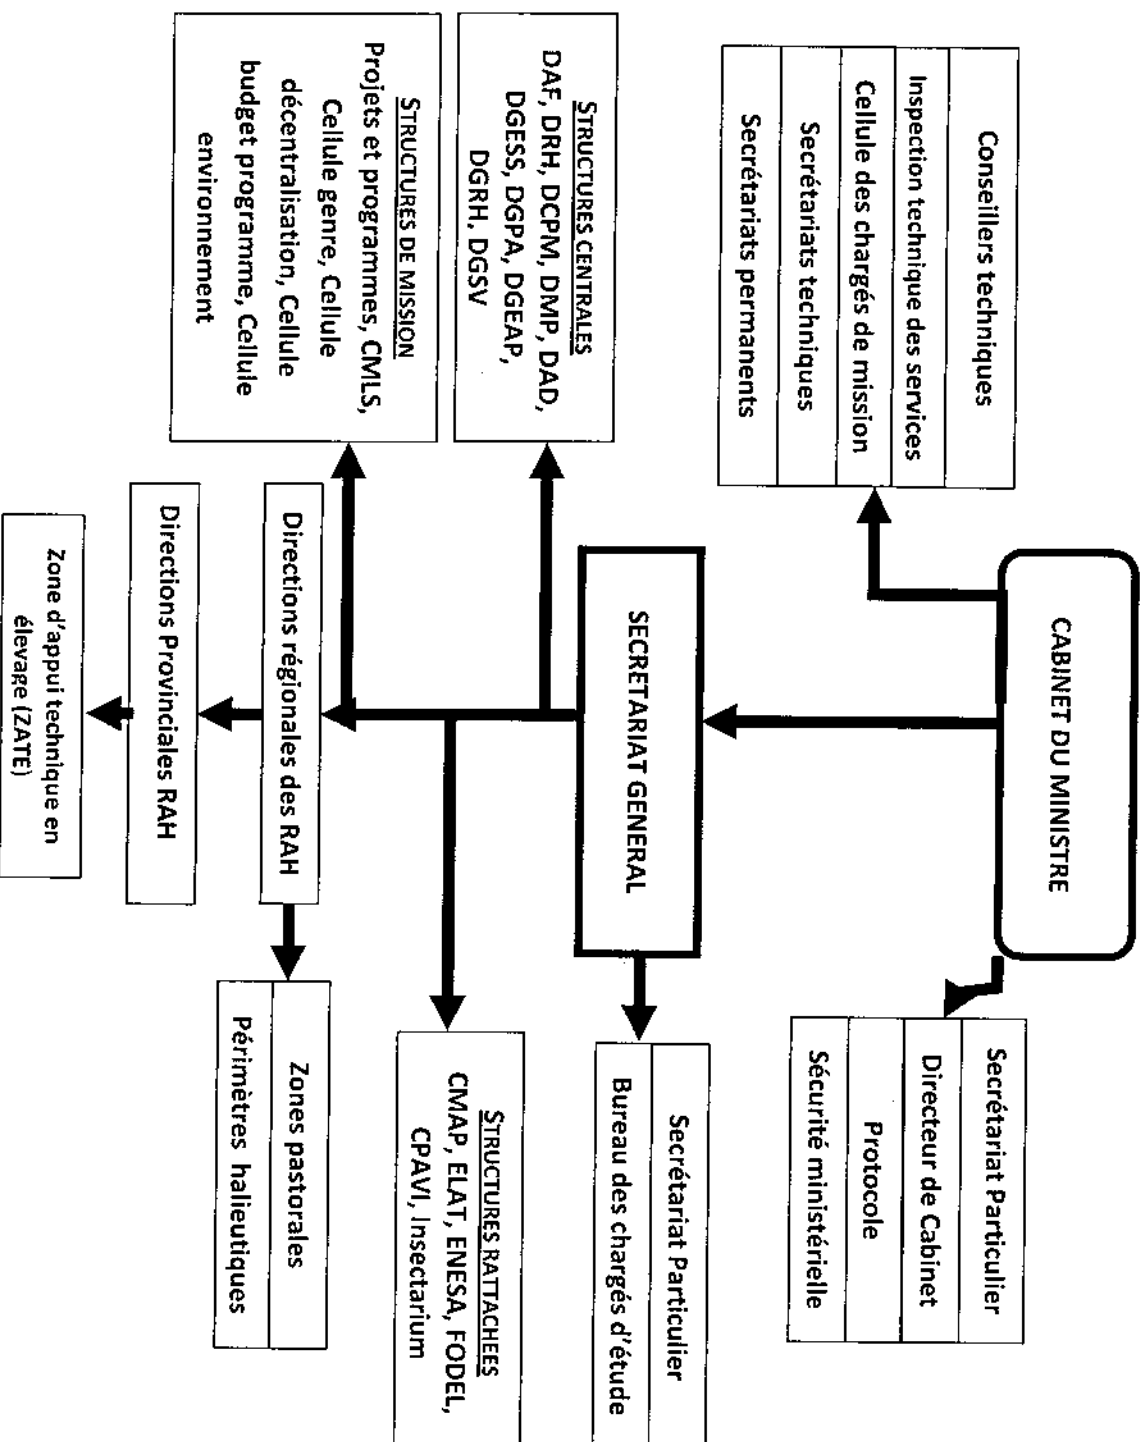 CABINET DU MINISTRE
Conseillers techniques
Inspection technique des services
Cellule des chargés de mission
Secrétariats techniques
Secrétariats permanents
Secrétariat Particulier
Directeur de Cabinet
Protocole
Sécurité ministérielle
SECRETARIAT GENERAL
Secrétariat Particulier
Bureau des chargés d'étude
STRUCTURES CENTRALES
DAF, DRH, DCPM, DMP, DAD,
DGESS, DGPA, DGEAP,
DGRH, DGSV
STRUCTURES RATTACHEES
CMAP, ELAT, ENESA, FODEL,
CPAVI, Insectarium
STRUCTURES DE MISSION
Projets et programmes, CMLS,
Cellule genre, Cellule
décentralisation, Cellule
budget programme, Cellule
environnement
Directions régionales des RAH
Zones pastorales
Périmètres halieutiques
Directions Provinciales RAH
Zone d'appui technique en
élevage (ZATE)